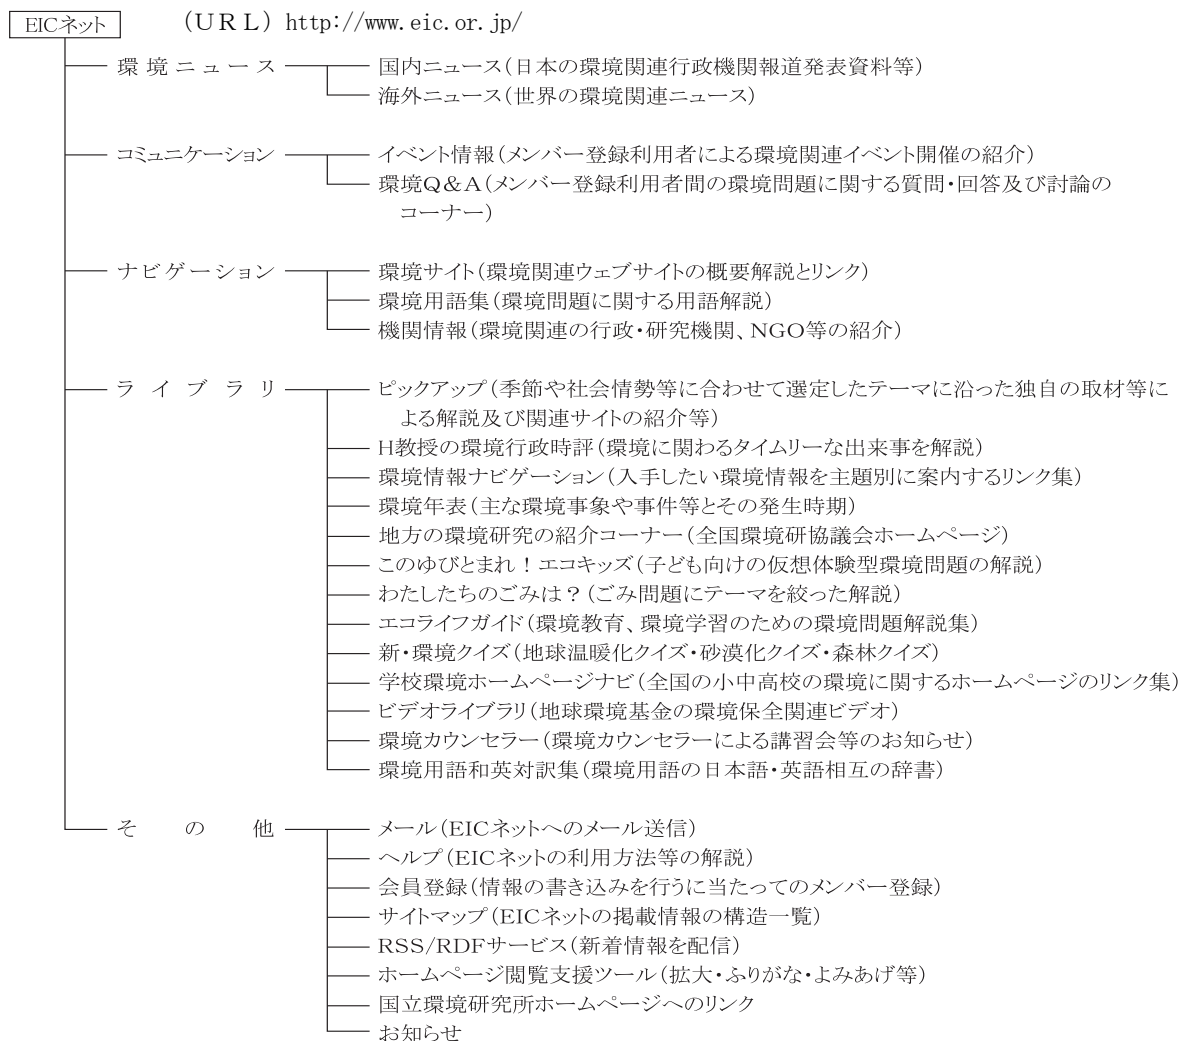 EICネット (URL) http://www.eic.or.jp/
環境ニュース 国内ニュース(日本の環境関連行政機関報道発表資料等)
海外ニュース(世界の環境関連ニュース)
コミュニケーション イベント情報(メンバー登録利用者による環境関連イベント開催の紹介)
環境Q&A(メンバー登録利用者間の環境問題に関する質問・回答及び討論の
コーナー)
ナビゲーション 環境サイト(環境関連ウェブサイトの概要解説とリンク)
環境用語集(環境問題に関する用語解説)
機関情報(環境関連の行政・研究機関、NGO等の紹介)
ライブラリ ピックアップ(季節や社会情勢等に合わせて選定したテーマに沿った独自の取材等に
よる解説及び関連サイトの紹介等)
H教授の環境行政時評(環境に関わるタイムリーな出来事を解説)
環境情報ナビゲーション(入手したい環境情報を主題別に案内するリンク集)
環境年表(主な環境事象や事件等とその発生時期)
地方の環境研究の紹介コーナー(全国環境研協議会ホームページ)
このゆびとまれ!エコキッズ(子ども向けの仮想体験型環境問題の解説)
わたしたちのごみは?(ごみ問題にテーマを絞った解説)
エコライフガイド(環境教育、環境学習のための環境問題解説集)
新・環境クイズ(地球温暖化クイズ・砂漠化クイズ・森林クイズ)
学校環境ホームページナビ(全国の小中高校の環境に関するホームページのリンク集)
ビデオライブラリ(地球環境基金の環境保全関連ビデオ)
環境カウンセラー(環境カウンセラーによる講習会等のお知らせ)
環境用語和英対訳集(環境用語の日本語・英語相互の辞書)
その他 メール(EICネットへのメール送信)
ヘルプ(EICネットの利用方法等の解説)
会員登録(情報の書き込みを行うに当たってのメンバー登録)
サイトマップ(EICネットの掲載情報の構造一覧)
RSS/RDFサービス(新着情報を配信)
ホームページ閲覧支援ツール(拡大・ふりがな・よみあげ等)
国立環境研究所ホームページへのリンク
お知らせ